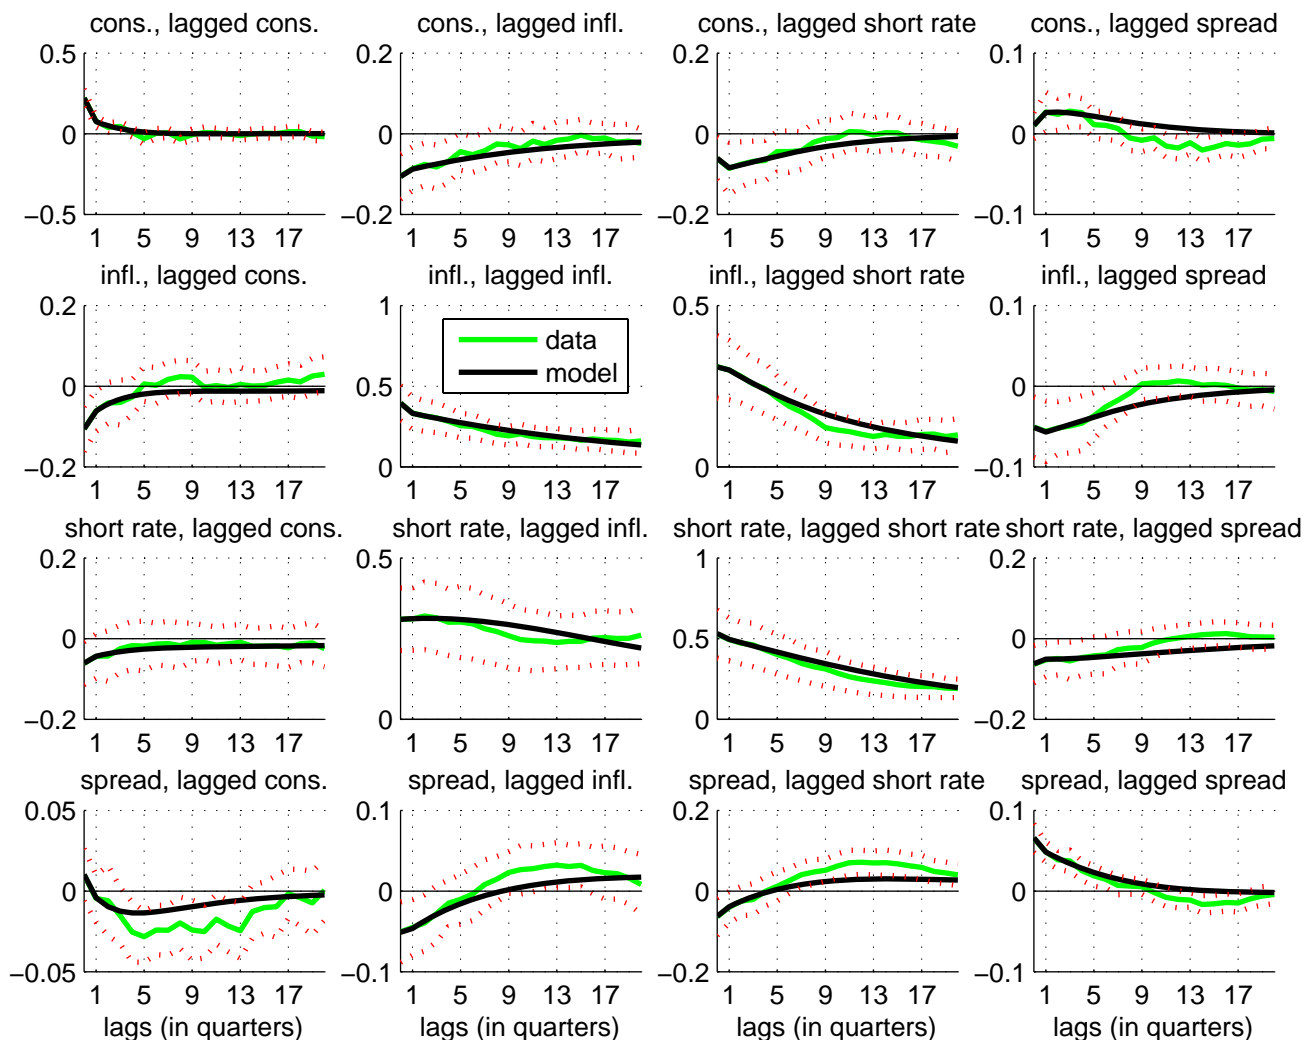 cons., lagged cons. cons., lagged infl. cons., lagged short rate cons., lagged spread
0.5 0.2 0.2 0.1
0 0 0 0
−0.5 −0.2 −0.2 −0.1
1 5 9 13 17 1 5 9 13 17 1 5 9 13 17 1 5 9 13 17
infl., lagged cons. infl., lagged infl. infl., lagged short rate infl., lagged spread
0.2 1 0.5 0.1
data
model
0 0.5 0
−0.2 0 0 −0.1
1 5 9 13 17 1 5 9 13 17 1 5 9 13 17 1 5 9 13 17
short rate, lagged cons. short rate, lagged infl. short rate, lagged short rate short rate, lagged spread
0.2 0.5 1 0.2
0 0.5 0
−0.2 0 0 −0.2
1 5 9 13 17 1 5 9 13 17 1 5 9 13 17 1 5 9 13 17
spread, lagged cons. spread, lagged infl. spread, lagged short rate spread, lagged spread
0.05 0.1 0.2 0.1
0 0 0 0
−0.05 −0.1 −0.2 −0.1
1 5 9 13 17 1 5 9 13 17 1 5 9 13 17 1 5 9 13 17
lags (in quarters) lags (in quarters) lags (in quarters) lags (in quarters)